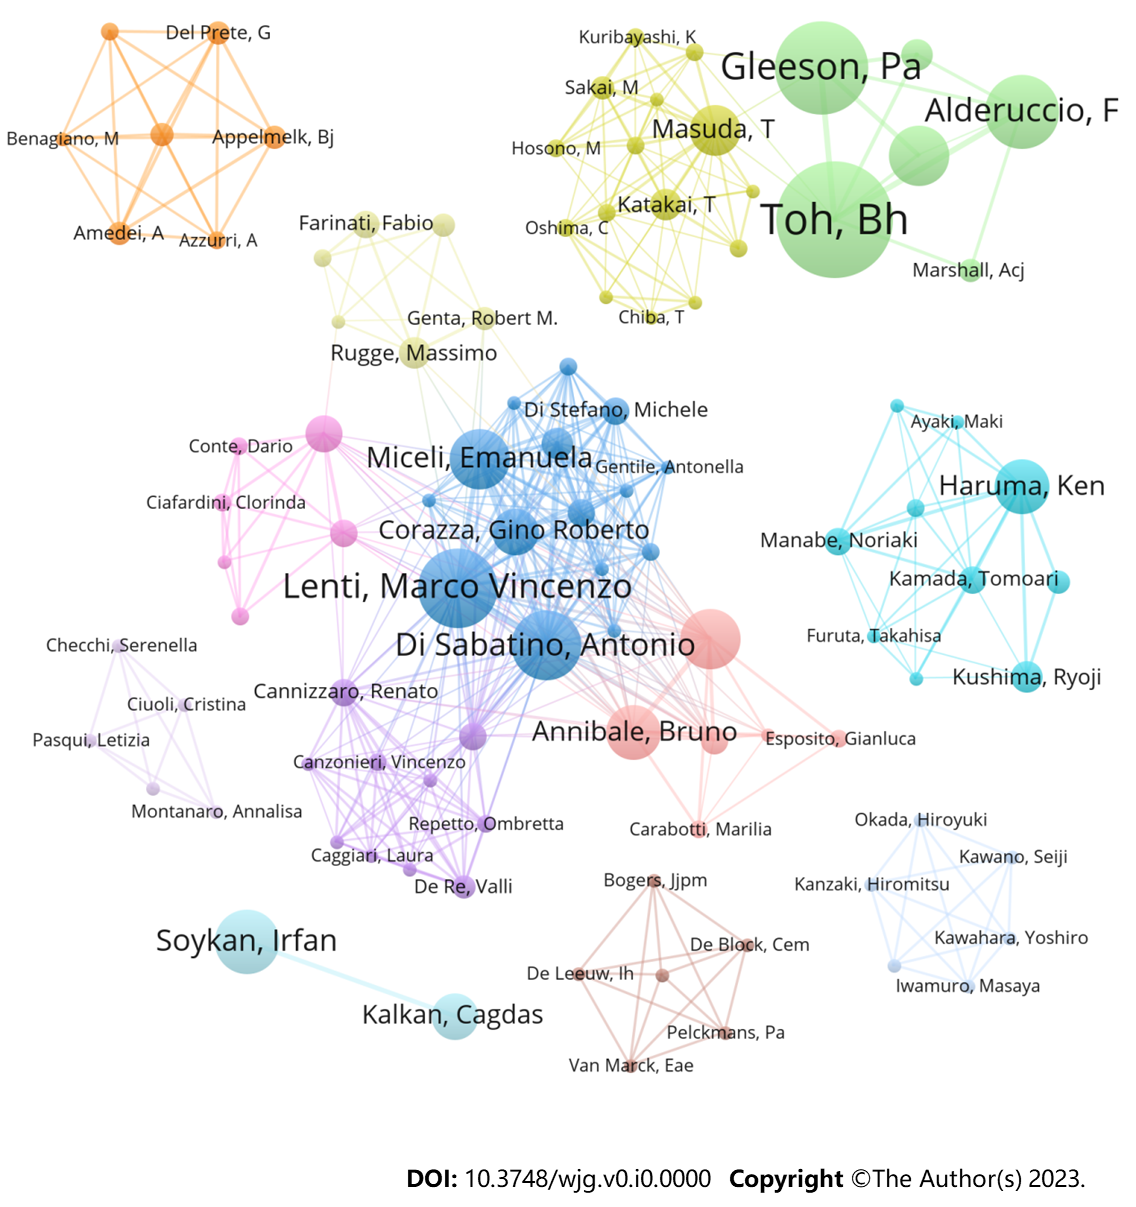 Del Prete, G
Benagiano, M
Appelmelk, Bj
Amedei, A
Azzurri, A
Kuribayashi, K
Sakai, M
Masuda, T
Hosono, M
Katakai, T
Oshima, C
Chiba, T
Gleeson, Pa
Alderuccio, F
Toh, Bh
Marshall, Acj
Farinati, Fabio
Genta, Robert M.
Rugge, Massimo
Conte, Dario
Ciafardini, Clorinda
Di Stefano, Michele
Miceli, Emanuela
Gentile, Antonella
Corazza, Gino Roberto
Lenti, Marco Vincenzo
Di Sabatino, Antonio
Ayaki, Maki
Haruma, Ken
Manabe, Noriaki
Kamada, Tomoari
Furuta, Takahisa
Kushima, Ryoji
Checchi, Serenella
Ciuoli, Cristina
Pasqui, Letizia
Montanaro, Annalisa
Cannizzaro, Renato
Canzonieri, Vincenzo
Repetto, Ombretta
Caggiari, Laura
De Re, Valli
Annibale, Bruno
Esposito, Gianluca
Carabotti, Marilia
Okada, Hiroyuki
Kawano, Seiji
Kanzaki, Hiromitsu
Kawahara, Yoshiro
Iwamuro, Masaya
Soykan, Irfan
Kalkan, Cagdas
Bogers, Jjpm
De Block, Cem
De Leeuw, Ih
Pelckmans, Pa
Van Marck, Eae
DOI: 10.3748/wjg.v0.i0.0000 Copyright ©The Author(s) 2023.